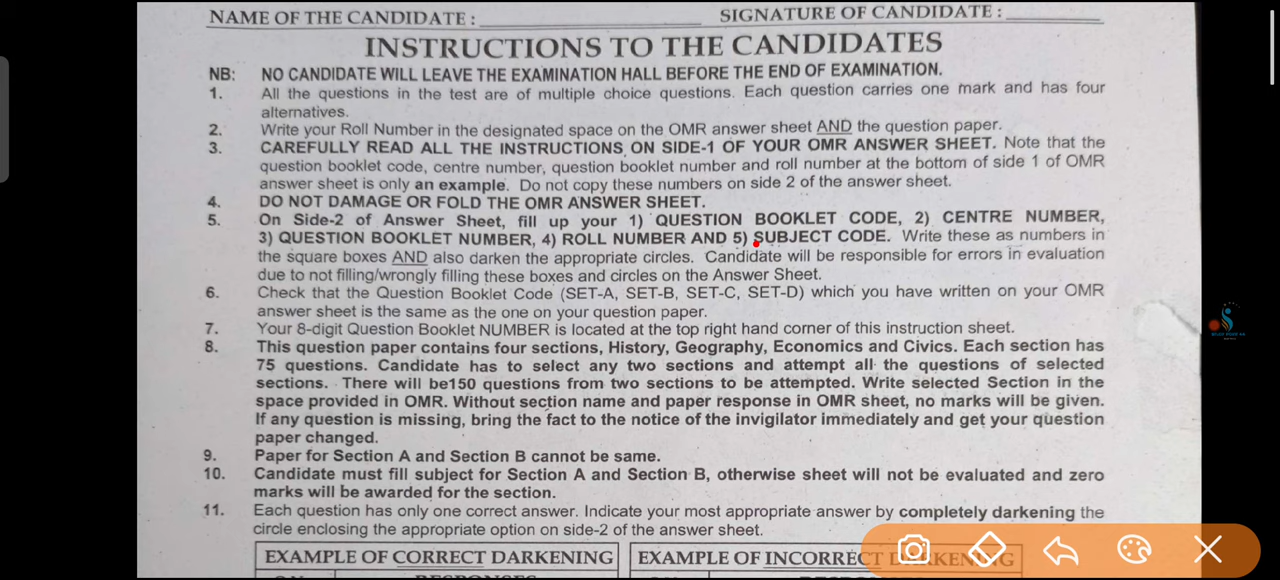 NAME OF THE CANDIDATE : ____________________ SIGNATURE OF CANDIDATE : __________
INSTRUCTIONS TO THE CANDIDATES
NB: NO CANDIDATE WILL LEAVE THE EXAMINATION HALL BEFORE THE END OF EXAMINATION.
1. All the questions in the test are of multiple choice questions. Each question carries one mark and has four
alternatives.
2. Write your Roll Number in the designated space on the OMR answer sheet AND the question paper.
3. CAREFULLY READ ALL THE INSTRUCTIONS ON SIDE-1 OF YOUR OMR ANSWER SHEET. Note that the
question booklet code, centre number, question booklet number and roll number at the bottom of side 1 of OMR
answer sheet is only an example. Do not copy these numbers on side 2 of the answer sheet.
4. DO NOT DAMAGE OR FOLD THE OMR ANSWER SHEET.
5. On Side-2 of Answer Sheet, fill up your 1) QUESTION BOOKLET CODE, 2) CENTRE NUMBER,
3) QUESTION BOOKLET NUMBER, 4) ROLL NUMBER AND 5) SUBJECT CODE. Write these as numbers in
the square boxes AND also darken the appropriate circles. Candidate will be responsible for errors in evaluation
due to not filling/wrongly filling these boxes and circles on the Answer Sheet.
6. Check that the Question Booklet Code (SET-A, SET-B, SET-C, SET-D) which you have written on your OMR
answer sheet is the same as the one on your question paper.
7. Your 8-digit Question Booklet NUMBER is located at the top right hand corner of this instruction sheet.
8. This question paper contains four sections, History, Geography, Economics and Civics. Each section has
75 questions. Candidate has to select any two sections and attempt all the questions of selected
sections. There will be150 questions from two sections to be attempted. Write selected Section in the
space provided in OMR. Without section name and paper response in OMR sheet, no marks will be given.
If any question is missing, bring the fact to the notice of the invigilator immediately and get your question
paper changed.
9. Paper for Section A and Section B cannot be same.
10. Candidate must fill subject for Section A and Section B, otherwise sheet will not be evaluated and zero
marks will be awarded for the section.
11. Each question has only one correct answer. Indicate your most appropriate answer by completely darkening the
circle enclosing the appropriate option on side-2 of the answer sheet.
EXAMPLE OF CORRECT DARKENING EXAMPLE OF INCORRECT DARKENING